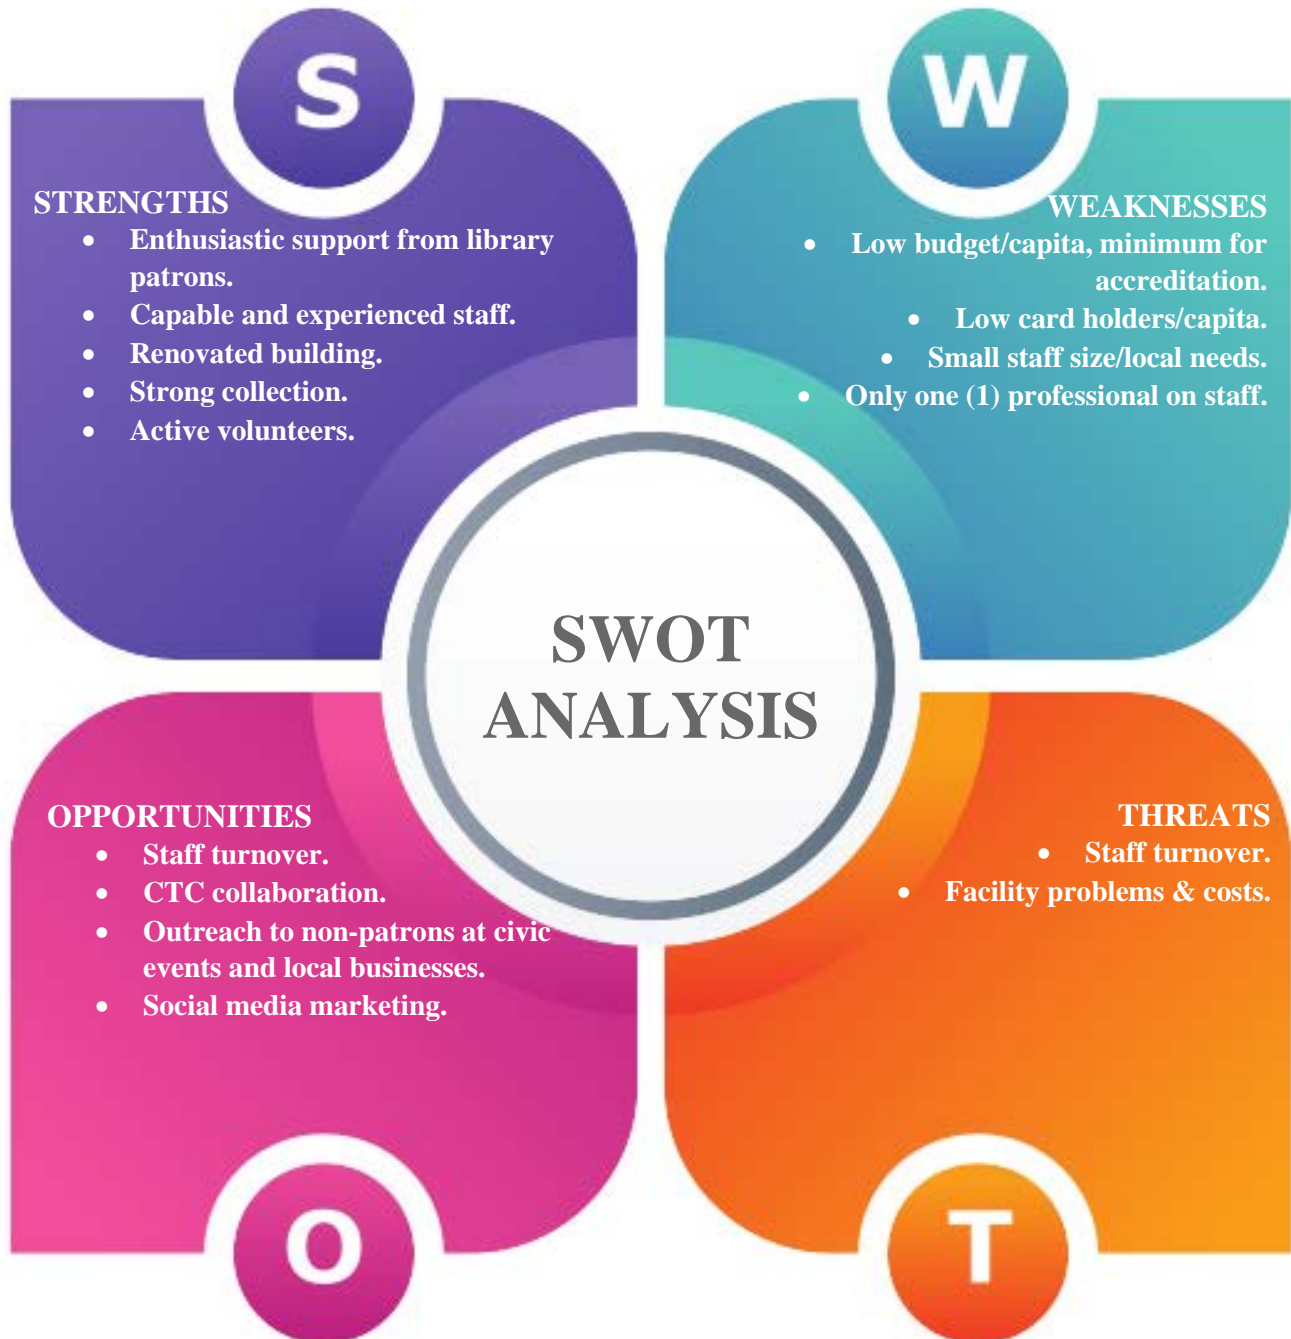 S
STRENGTHS
• Enthusiastic support from library
patrons.
• Capable and experienced staff.
• Renovated building.
• Strong collection.
• Active volunteers.
W
WEAKNESSES
• Low budget/capita, minimum for
accreditation.
• Low card holders/capita.
• Small staff size/local needs.
• Only one (1) professional on staff.
SWOT
ANALYSIS
OPPORTUNITIES
• Staff turnover.
• CTC collaboration.
• Outreach to non-patrons at civic
events and local businesses.
• Social media marketing.
O
THREATS
• Staff turnover.
• Facility problems & costs.
T